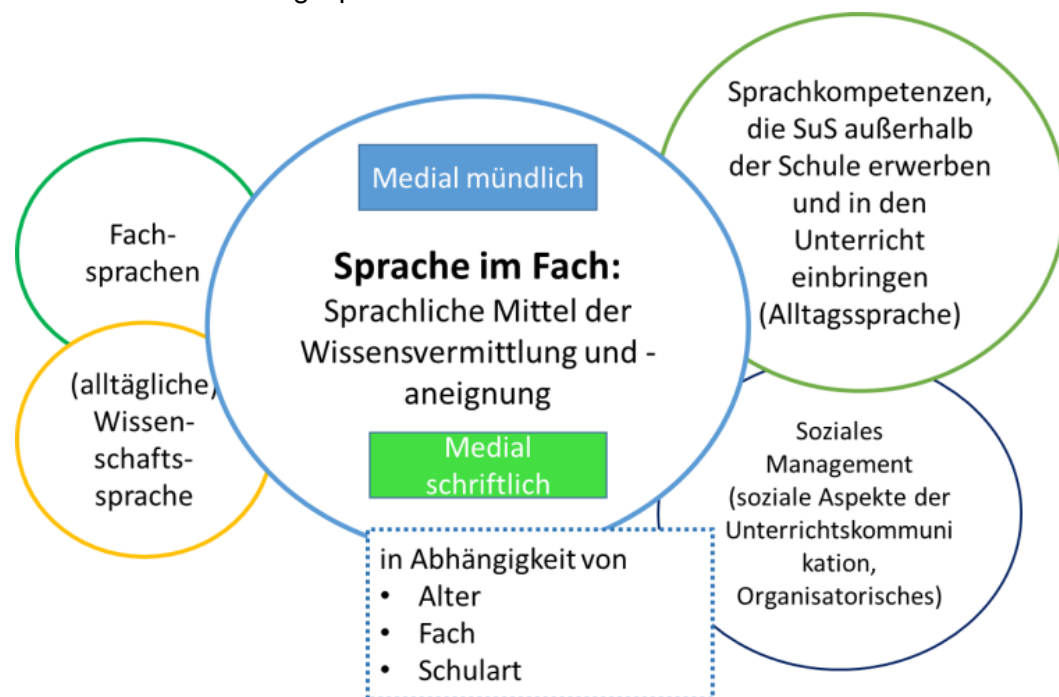 Fach-
sprachen
(alltägliche)
Wissen-
schafts-
sprache
Medial mündlich
Sprache im Fach:
Sprachliche Mittel der
Wissensvermittlung und -
aneignung
Medial
schriftlich
in Abhängigkeit von
• Alter
• Fach
• Schulart
Sprachkompetenzen,
die SuS außerhalb
der Schule erwerben
und in den
Unterricht
einbringen
(Alltagssprache)
Soziales
Management
(soziale Aspekte der
Unterrichtskommuni
kation,
Organisatorisches)